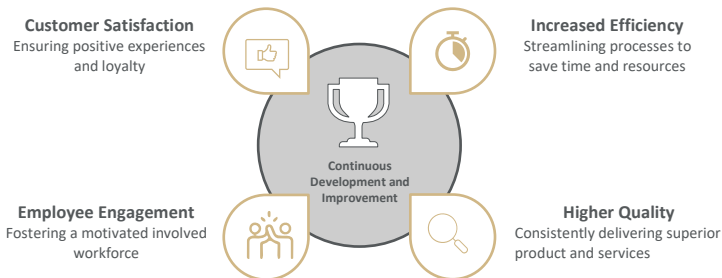 Customer Satisfaction
Ensuring positive experiences
and loyalty
Increased Efficiency
Streamlining processes to
save time and resources
Continuous
Development and
Improvement
Employee Engagement
Fostering a motivated involved
workforce
Higher Quality
Consistently delivering superior
product and services